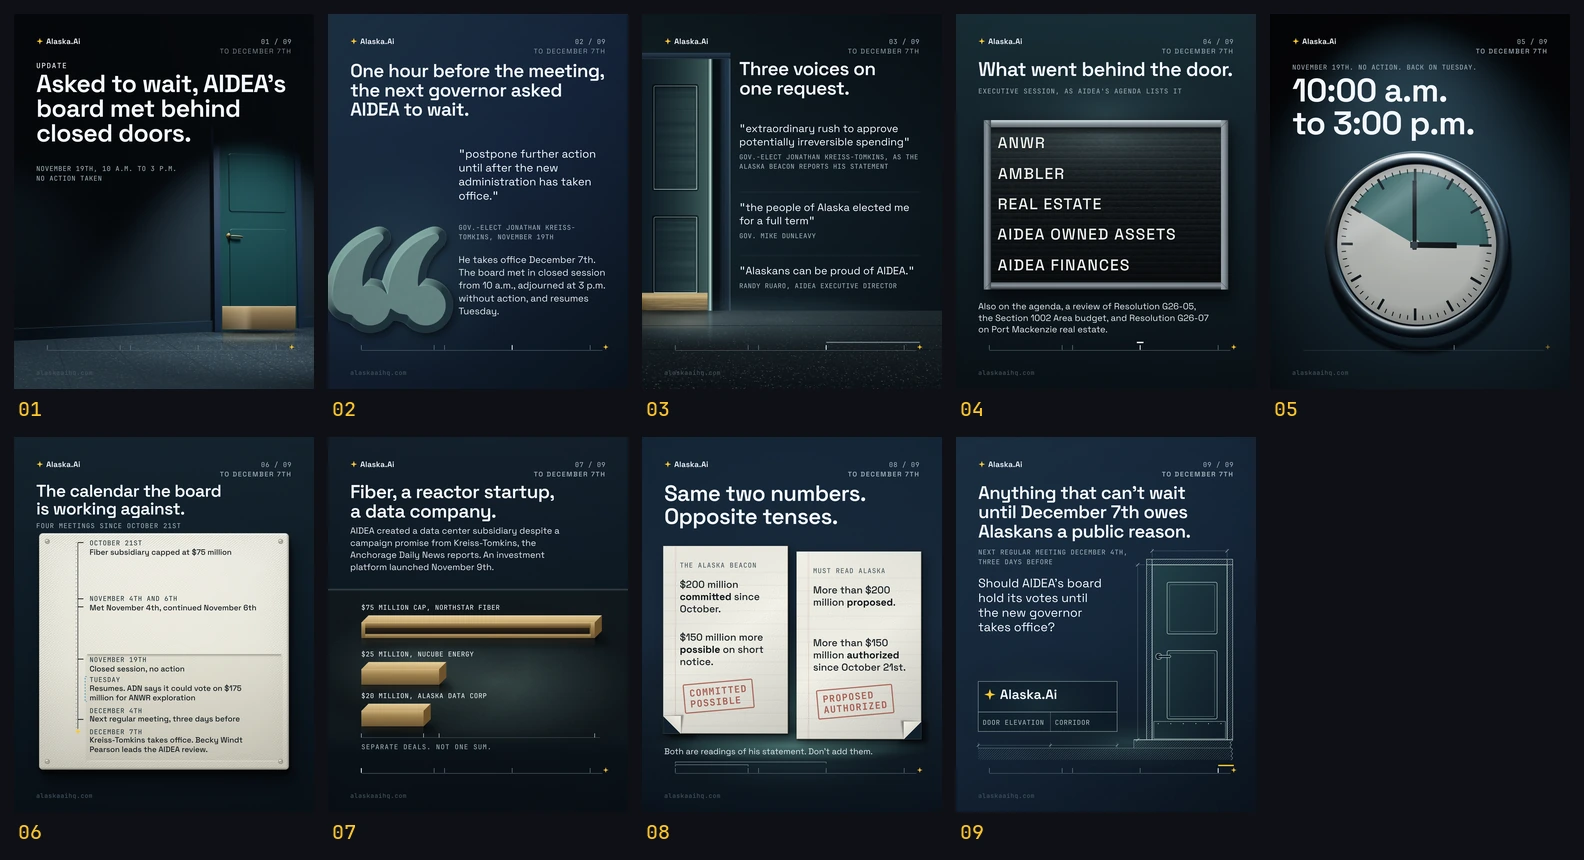 Alaska.Ai
01 / 09
TO DECEMBER 7TH
UPDATE
Asked to wait, AIDEA's
board met behind
closed doors.
NOVEMBER 19TH, 10 A.M. TO 3 P.M.
NO ACTION TAKEN
alaskaaihq.com
01
Alaska.Ai
02 / 09
TO DECEMBER 7TH
One hour before the meeting,
the next governor asked
AIDEA to wait.
"postpone further action
until after the new
administration has taken
office."
GOV.-ELECT JONATHAN KREISS-
TOMKINS, NOVEMBER 19TH
He takes office December 7th.
The board met in closed session
from 10 a.m., adjourned at 3 p.m.
without action, and resumes
Tuesday.
alaskaaihq.com
02
Alaska.Ai
03 / 09
TO DECEMBER 7TH
Three voices on
one request.
"extraordinary rush to approve
potentially irreversible spending"
GOV.-ELECT JONATHAN KREISS-TOMKINS, AS THE
ALASKA BEACON REPORTS HIS STATEMENT
"the people of Alaska elected me
for a full term"
GOV. MIKE DUNLEAVY
"Alaskans can be proud of AIDEA."
RANDY RUARO, AIDEA EXECUTIVE DIRECTOR
alaskaaihq.com
03
Alaska.Ai
04 / 09
TO DECEMBER 7TH
What went behind the door.
EXECUTIVE SESSION, AS AIDEA'S AGENDA LISTS IT
ANWR
AMBLER
REAL ESTATE
AIDEA OWNED ASSETS
AIDEA FINANCES
Also on the agenda, a review of Resolution G26-05,
the Section 1002 Area budget, and Resolution G26-07
on Port Mackenzie real estate.
alaskaaihq.com
04
Alaska.Ai
05 / 09
TO DECEMBER 7TH
NOVEMBER 19TH. NO ACTION. BACK ON TUESDAY.
10:00 a.m.
to 3:00 p.m.
alaskaaihq.com
05
Alaska.Ai
06 / 09
TO DECEMBER 7TH
The calendar the board
is working against.
FOUR MEETINGS SINCE OCTOBER 21ST
OCTOBER 21ST
Fiber subsidiary capped at $75 million
NOVEMBER 4TH AND 6TH
Met November 4th, continued November 6th
NOVEMBER 19TH
Closed session, no action
TUESDAY
Resumes. ADN says it could vote on $175
million for ANWR exploration
DECEMBER 4TH
Next regular meeting, three days before
DECEMBER 7TH
Kreiss-Tomkins takes office. Becky Windt
Pearson leads the AIDEA review.
alaskaaihq.com
06
Alaska.Ai
07 / 09
TO DECEMBER 7TH
Fiber, a reactor startup,
a data company.
AIDEA created a data center subsidiary despite a
campaign promise from Kreiss-Tomkins, the
Anchorage Daily News reports. An investment
platform launched November 9th.
$75 MILLION CAP, NORTHSTAR FIBER
$25 MILLION, NUCUBE ENERGY
$20 MILLION, ALASKA DATA CORP
SEPARATE DEALS. NOT ONE SUM.
alaskaaihq.com
07
Alaska.Ai
08 / 09
TO DECEMBER 7TH
Same two numbers.
Opposite tenses.
THE ALASKA BEACON
$200 million
committed since
October.
$150 million more
possible on short
notice.
COMMITTED
POSSIBLE
MUST READ ALASKA
More than $200
million proposed.
More than $150
million authorized
since October 21st.
PROPOSED
AUTHORIZED
Both are readings of his statement. Don't add them.
alaskaaihq.com
08
Alaska.Ai
09 / 09
TO DECEMBER 7TH
Anything that can't wait
until December 7th owes
Alaskans a public reason.
NEXT REGULAR MEETING DECEMBER 4TH,
THREE DAYS BEFORE
Should AIDEA's board
hold its votes until
the new governor
takes office?
Alaska.Ai
DOOR ELEVATION
CORRIDOR
alaskaaihq.com
09